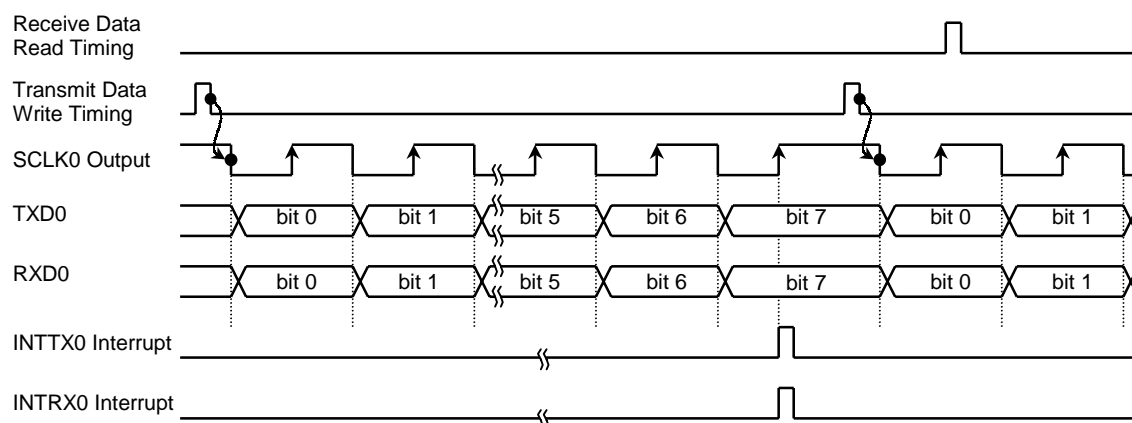 Receive Data
Read Timing
Transmit Data
Write Timing
SCLK0 Output
TXD0
bit 0 bit 1 bit 5 bit 6 bit 7 bit 0 bit 1
RXD0
bit 0 bit 1 bit 5 bit 6 bit 7 bit 0 bit 1
INTTX0 Interrupt
INTRX0 Interrupt